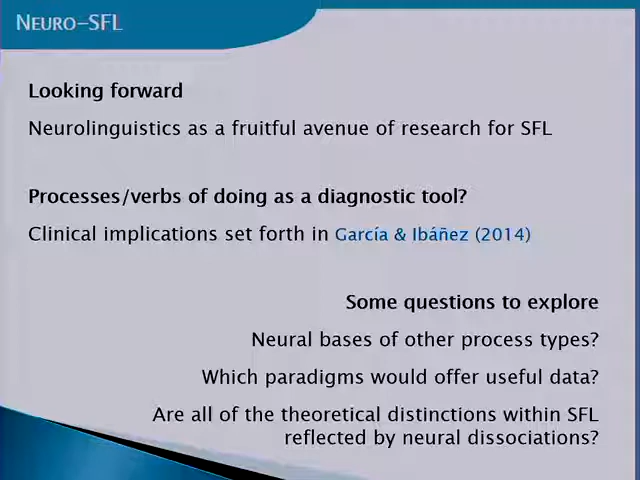 NEURO-SFL
Looking forward
Neurolinguistics as a fruitful avenue of research for SFL
Processes/verbs of doing as a diagnostic tool?
Clinical implications set forth in García & Ibáñez (2014)
Some questions to explore
Neural bases of other process types?
Which paradigms would offer useful data?
Are all of the theoretical distinctions within SFL
reflected by neural dissociations?